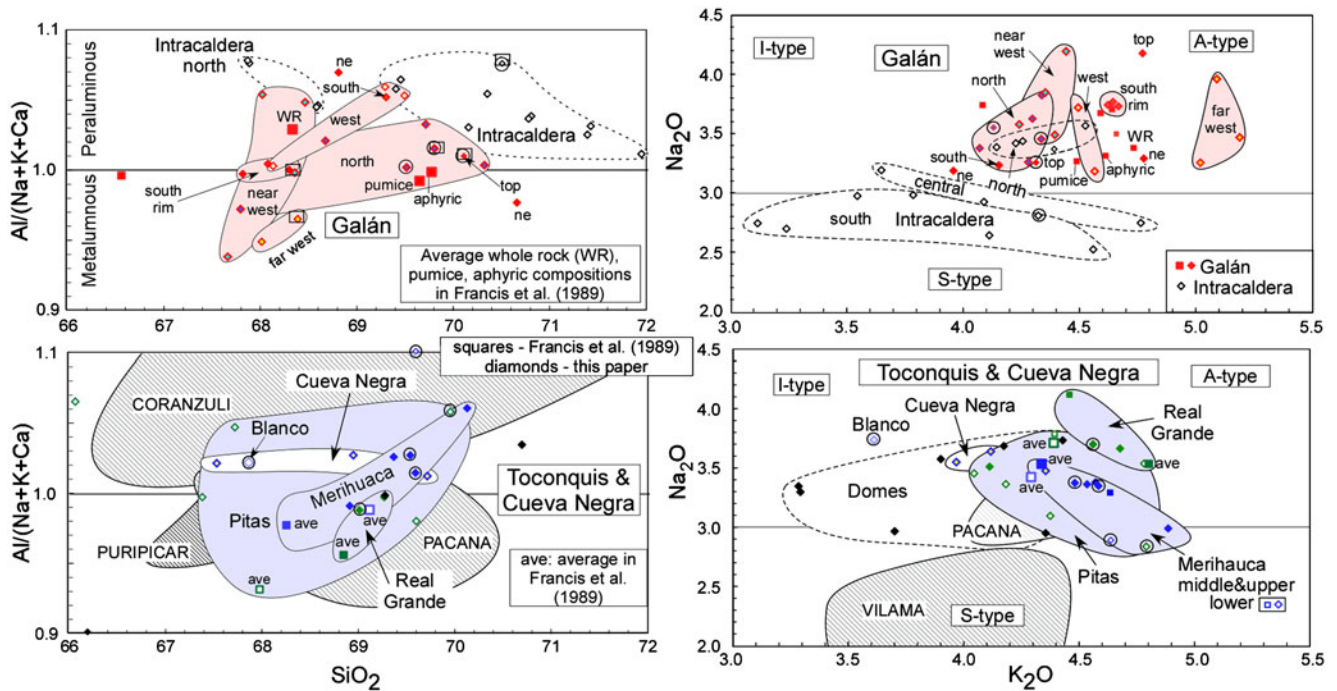 1.1
1.0
0.9
Al/(Na+K+Ca)
Peraluminous
Metalumnous
Intracaldera
north
ne
south
WR
west
Intracaldera
north
south
rim
near
west
pumice
aphyric
top
ne
far west
Galán
Average whole rock (WR),
pumice, aphyric compositions
in Francis et al. (1989)
66 67 68 69 70 71 72
4.5
4.0
3.5
3.0
2.5
2.0
Na2O
I-type
Galán
near
west
top
A-type
north
west
south
rim
far
west
WR
ne
south
top
aphyric
pumice
ne
central
north
south
Intracaldera
S-type
Galán
Intracaldera
3.0 3.5 4.0 4.5 5.0 5.5
1.1
1.0
0.9
Al/(Na+K+Ca)
squares - Francis et al. (1989)
diamonds - this paper
Cueva Negra
CORANZULI
Blanco
Merihuaca
Toconquis &
Cueva Negra
Pitas
ave
ave
PURIPICAR
PACANA
ave
ave
Real
Grande
ave: average in
Francis et al.
(1989)
66 67 68 69 70 71 72
SiO2
4.5
4.0
3.5
3.0
2.5
2.0
Na2O
Toconquis & Cueva Negra
I-type
A-type
Cueva Negra
Blanco
Real
Grande
ave
ave
ave
ave
Domes
PACANA
Pitas
Merihauca
middle&upper
lower
VILAMA
S-type
3.0 3.5 4.0 4.5 5.0 5.5
K2O